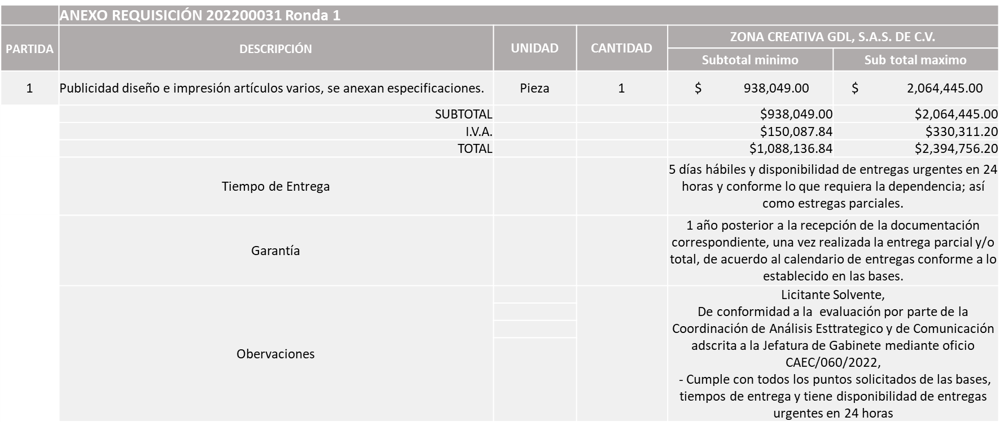 ANEXO REQUISICIÓN 202200031 Ronda 1
PARTIDA DESCRIPCIÓN UNIDAD CANTIDAD ZONA CREATIVA GDL, S.A.S. DE C.V.
Subtotal minimo Sub total maximo
1 Publicidad diseño e impresión artículos varios, se anexan especificaciones. Pieza 1 $ 938,049.00 $ 2,064,445.00
SUBTOTAL $938,049.00 $2,064,445.00
I.V.A. $150,087.84 $330,311.20
TOTAL $1,088,136.84 $2,394,756.20
Tiempo de Entrega
5 días hábiles y disponibilidad de entregas urgentes en 24
horas y conforme lo que requiera la dependencia; así
como estregas parciales.
Garantía
1 año posterior a la recepción de la documentación
correspondiente, una vez realizada la entrega parcial y/o
total, de acuerdo al calendario de entregas conforme a lo
establecido en las bases.
Obervaciones
Licitante Solvente,
De conformidad a la evaluación por parte de la
Coordinación de Análisis Esttrategico y de Comunicación
adscrita a la Jefatura de Gabinete mediante oficio
CAEC/060/2022,
- Cumple con todos los puntos solicitados de las bases,
tiempos de entrega y tiene disponibilidad de entregas
urgentes en 24 horas